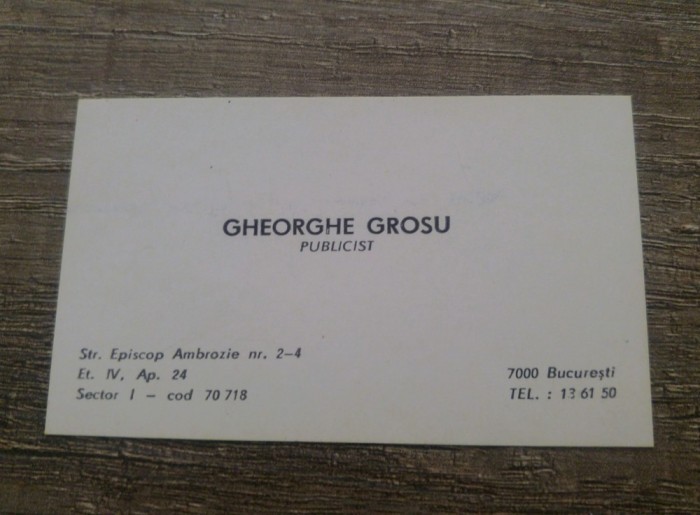 GHEORGHE GROSU
PUBLICIST
Str. Episcop Ambrozie nr. 2–4
Et. IV, Ap. 24
Sector I – cod 70 718
7000 București
TEL. : 13 61 50